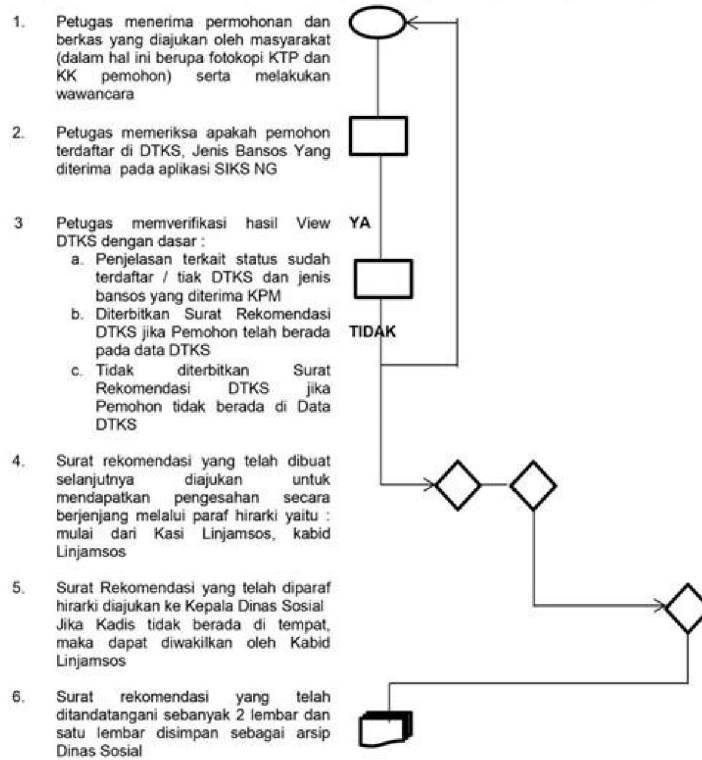 1. Petugas menerima permohonan dan
berkas yang diajukan oleh masyarakat
(dalam hal ini berupa fotokopi KTP dan
KK pemohon) serta melakukan
wawancara
2. Petugas memeriksa apakah pemohon
terdaftar di DTKS, Jenis Bansos Yang
diterima pada aplikasi SIKS NG
3 Petugas memverifikasi hasil View
DTKS dengan dasar :
YA
a. Penjelasan terkait status sudah
terdaftar / tiak DTKS dan jenis
bansos yang diterima KPM
b. Diterbitkan Surat Rekomendasi
DTKS jika Pemohon telah berada
pada data DTKS
TIDAK
c. Tidak diterbitkan Surat
Rekomendasi DTKS jika
Pemohon tidak berada di Data
DTKS
4. Surat rekomendasi yang telah dibuat
selanjutnya diajukan untuk
mendapatkan pengesahan secara
berjenjang melalui paraf hirarki yaitu :
mulai dari Kasi Linjamsos, kabid
Linjamsos
5. Surat Rekomendasi yang telah diparaf
hirarki diajukan ke Kepala Dinas Sosial
Jika Kadis tidak berada di tempat,
maka dapat diwakilkan oleh Kabid
Linjamsos
6. Surat rekomendasi yang telah
ditandatangani sebanyak 2 lembar dan
satu lembar disimpan sebagai arsip
Dinas Sosial